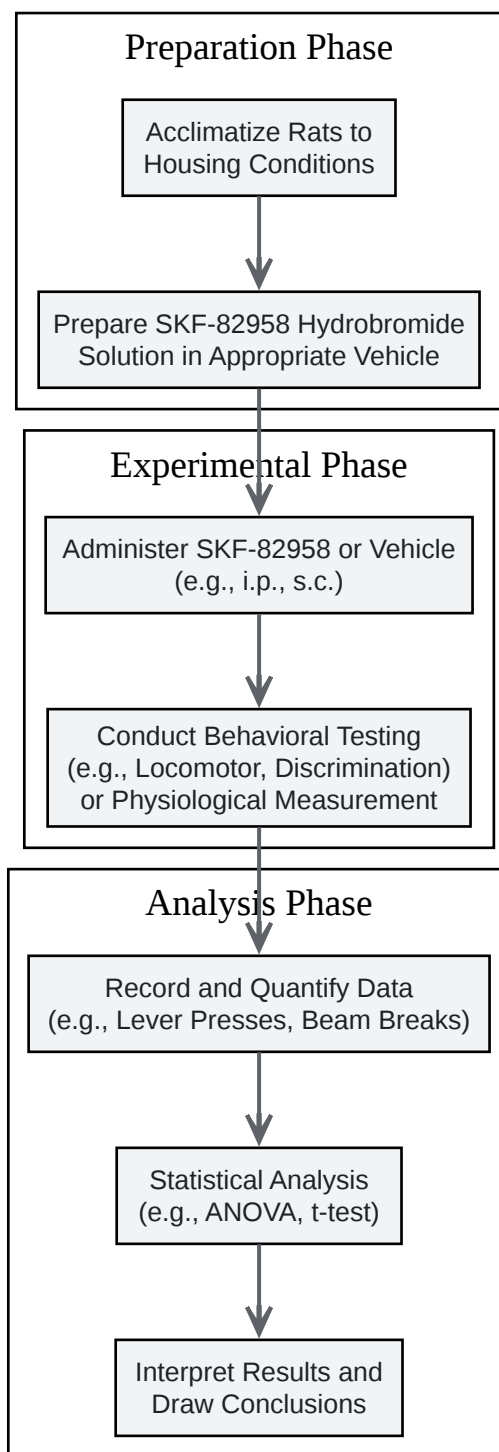 Preparation Phase
Acclimatize Rats to
Housing Conditions
Prepare SKF-82958 Hydrobromide
Solution in Appropriate Vehicle
Experimental Phase
Administer SKF-82958 or Vehicle
(e.g., i.p., s.c.)
Conduct Behavioral Testing
(e.g., Locomotor, Discrimination)
or Physiological Measurement
Analysis Phase
Record and Quantify Data
(e.g., Lever Presses, Beam Breaks)
Statistical Analysis
(e.g., ANOVA, t-test)
Interpret Results and
Draw Conclusions